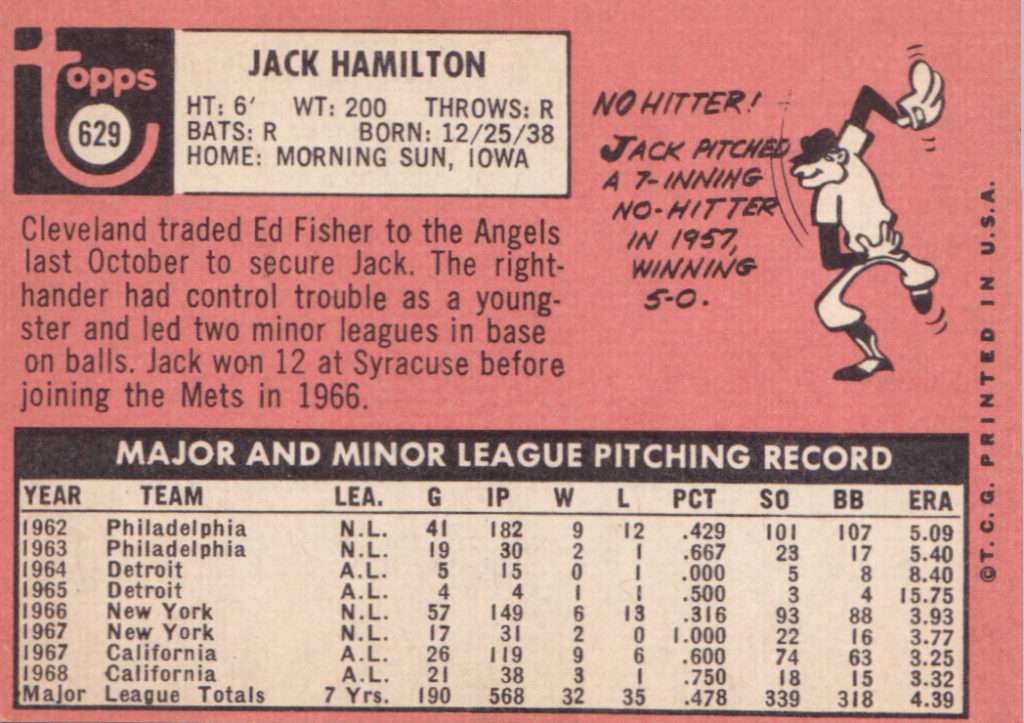 Topps
629
JACK HAMILTON
HT: 6' WT: 200 THROWS: R
BATS: R BORN: 12/25/38
HOME: MORNING SUN, IOWA
NO HITTER!
JACK PITCHED
A 7-INNING
NO-HITTER
IN 1957,
WINNING
5-0.
Cleveland traded Ed Fisher to the Angels
last October to secure Jack. The right-
hander had control trouble as a young-
ster and led two minor leagues in base
on balls. Jack won 12 at Syracuse before
joining the Mets in 1966.
MAJOR AND MINOR LEAGUE PITCHING RECORD
YEAR TEAM LEA. G IP W L PCT SO BB ERA
1962 Philadelphia N.L. 41 182 9 12 .429 101 107 5.09
1963 Philadelphia N.L. 19 30 2 1 .667 23 17 5.40
1964 Detroit A.L. 5 15 0 1 .000 5 8 8.40
1965 Detroit A.L. 4 4 1 1 .500 3 4 15.75
1966 New York N.L. 57 149 6 13 .316 93 88 3.93
1967 New York N.L. 17 31 2 0 1.000 22 16 3.77
1967 California A.L. 26 119 9 6 .600 74 63 3.25
1968 California A.L. 21 38 3 1 .750 18 15 3.32
Major League Totals 7 Yrs. 190 568 32 35 .478 339 318 4.39
©T.C.G. PRINTED IN U.S.A.